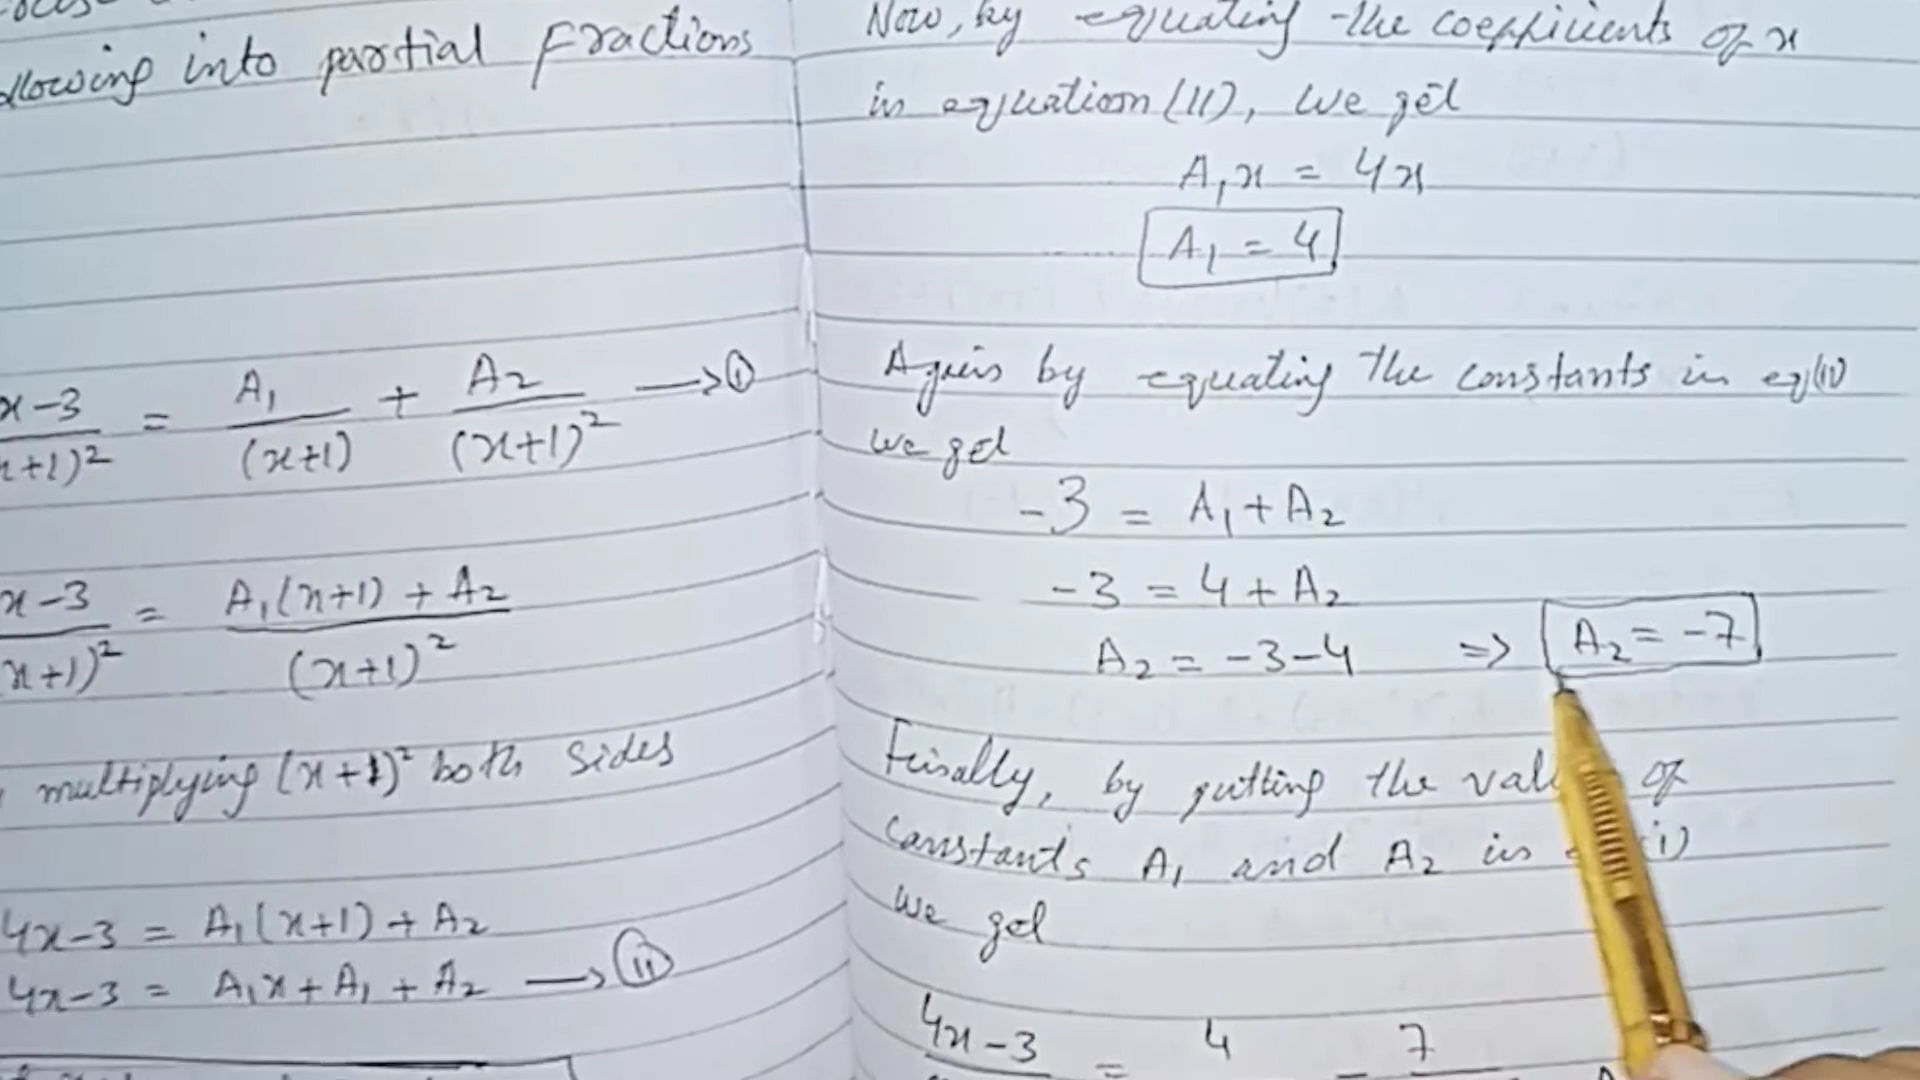 into partial Fractions
x-3/(x+1)² = A₁/(x+1) + A₂/(x+1)² → (i)
x-3/(x+1)² = A₁(x+1) + A₂/(x+1)²
multiplying (x+1)² both sides
4x-3 = A₁(x+1) + A₂
4x-3 = A₁x + A₁ + A₂ → (ii)
Now, by equating the coefficients of x
in equation (11), we get
A₁x = 4x
A₁ = 4
Again by equating the constants in eq(11)
we get
-3 = A₁ + A₂
-3 = 4 + A₂
A₂ = -3-4 ⇒ A₂ = -7
Finally, by putting the of
constants A₁ and A₂ in
we get
4x-3 = 4 - 7